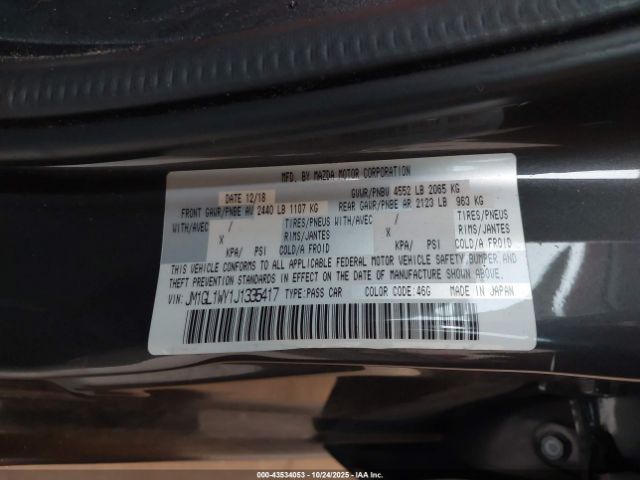 MFD. BY MAZDA MOTOR CORPORATION
DATE 12/18 GVWR/PNBV 4552 LB 2065 KG
FRONT GAWR/PNBE AV 2440 LB 1107 KG REAR GAWR/PNBE AR 2123 LB 963 KG
WITH/AVEC / TIRES/PNEUS WITH/AVEC / TIRES/PNEUS
X RIMS/JANTES X RIMS/JANTES
KPA/ PSI COLD/A FROID KPA/ PSI COLD/A FROID
THIS VEHICLE CONFORMS TO ALL APPLICABLE FEDERAL MOTOR VEHICLE SAFETY,BUMPER,AND
THEFT PREVENTION STANDARDS IN EFFECT ON THE DATE OF MANUFACTURE SHOWN ABOVE.
VIN: JM1GL1WY1J1335417 TYPE:PASS CAR COLOR CODE:46G MADE IN JAPAN
© IAA - 43534053 - 10/24/2025 - IAAI.com